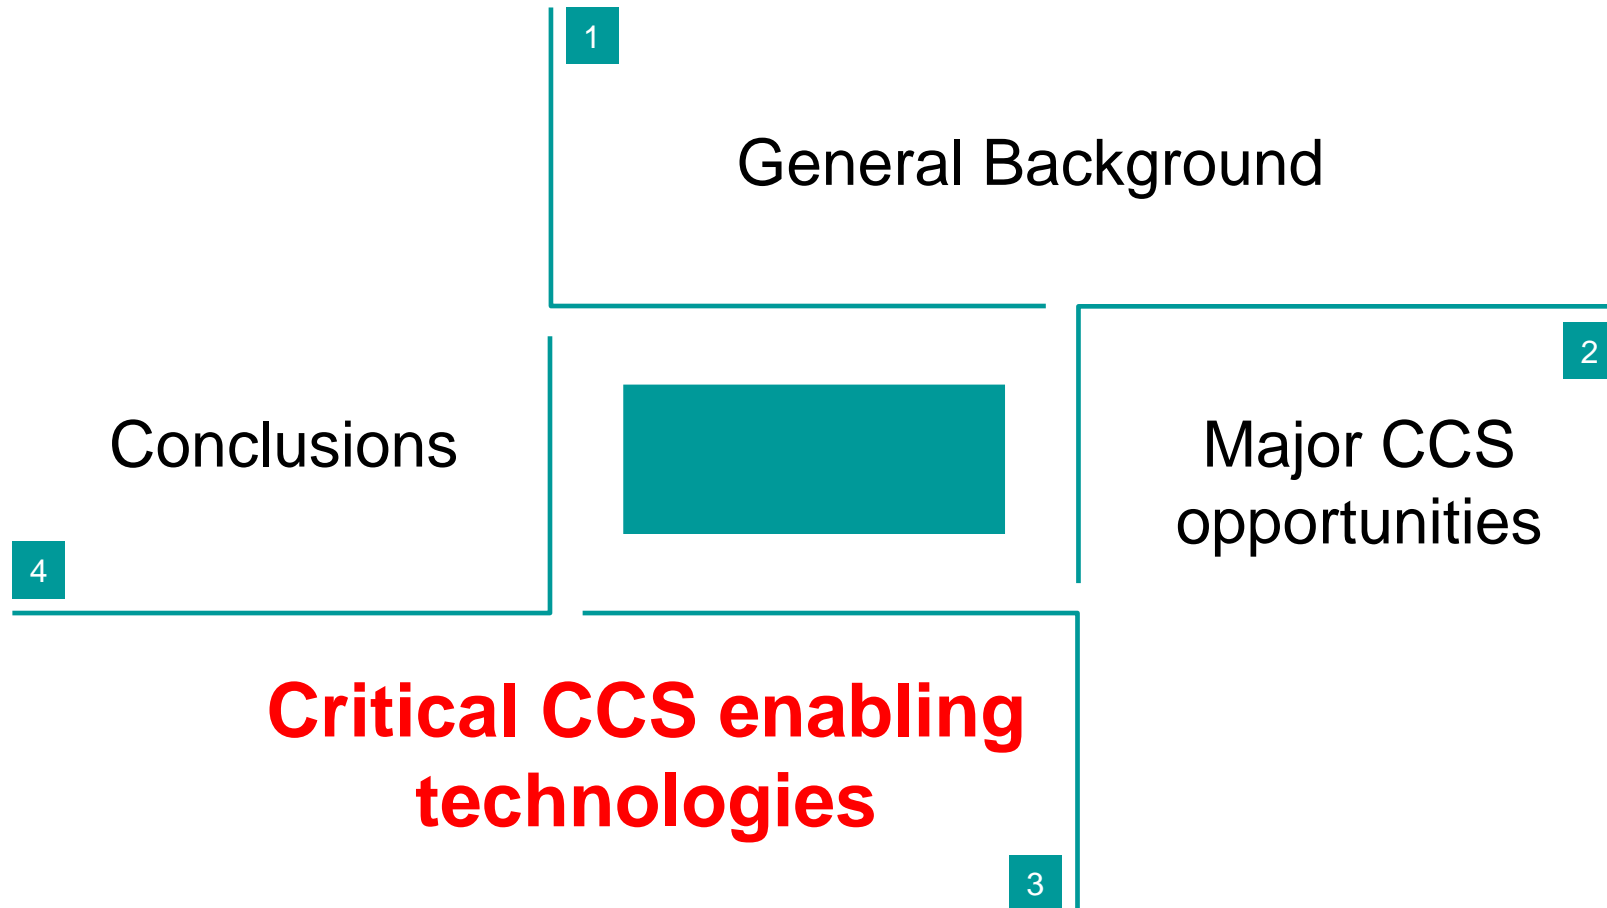 1
General Background
2
Major CCS
opportunities
3
Critical CCS enabling
technologies
4
Conclusions